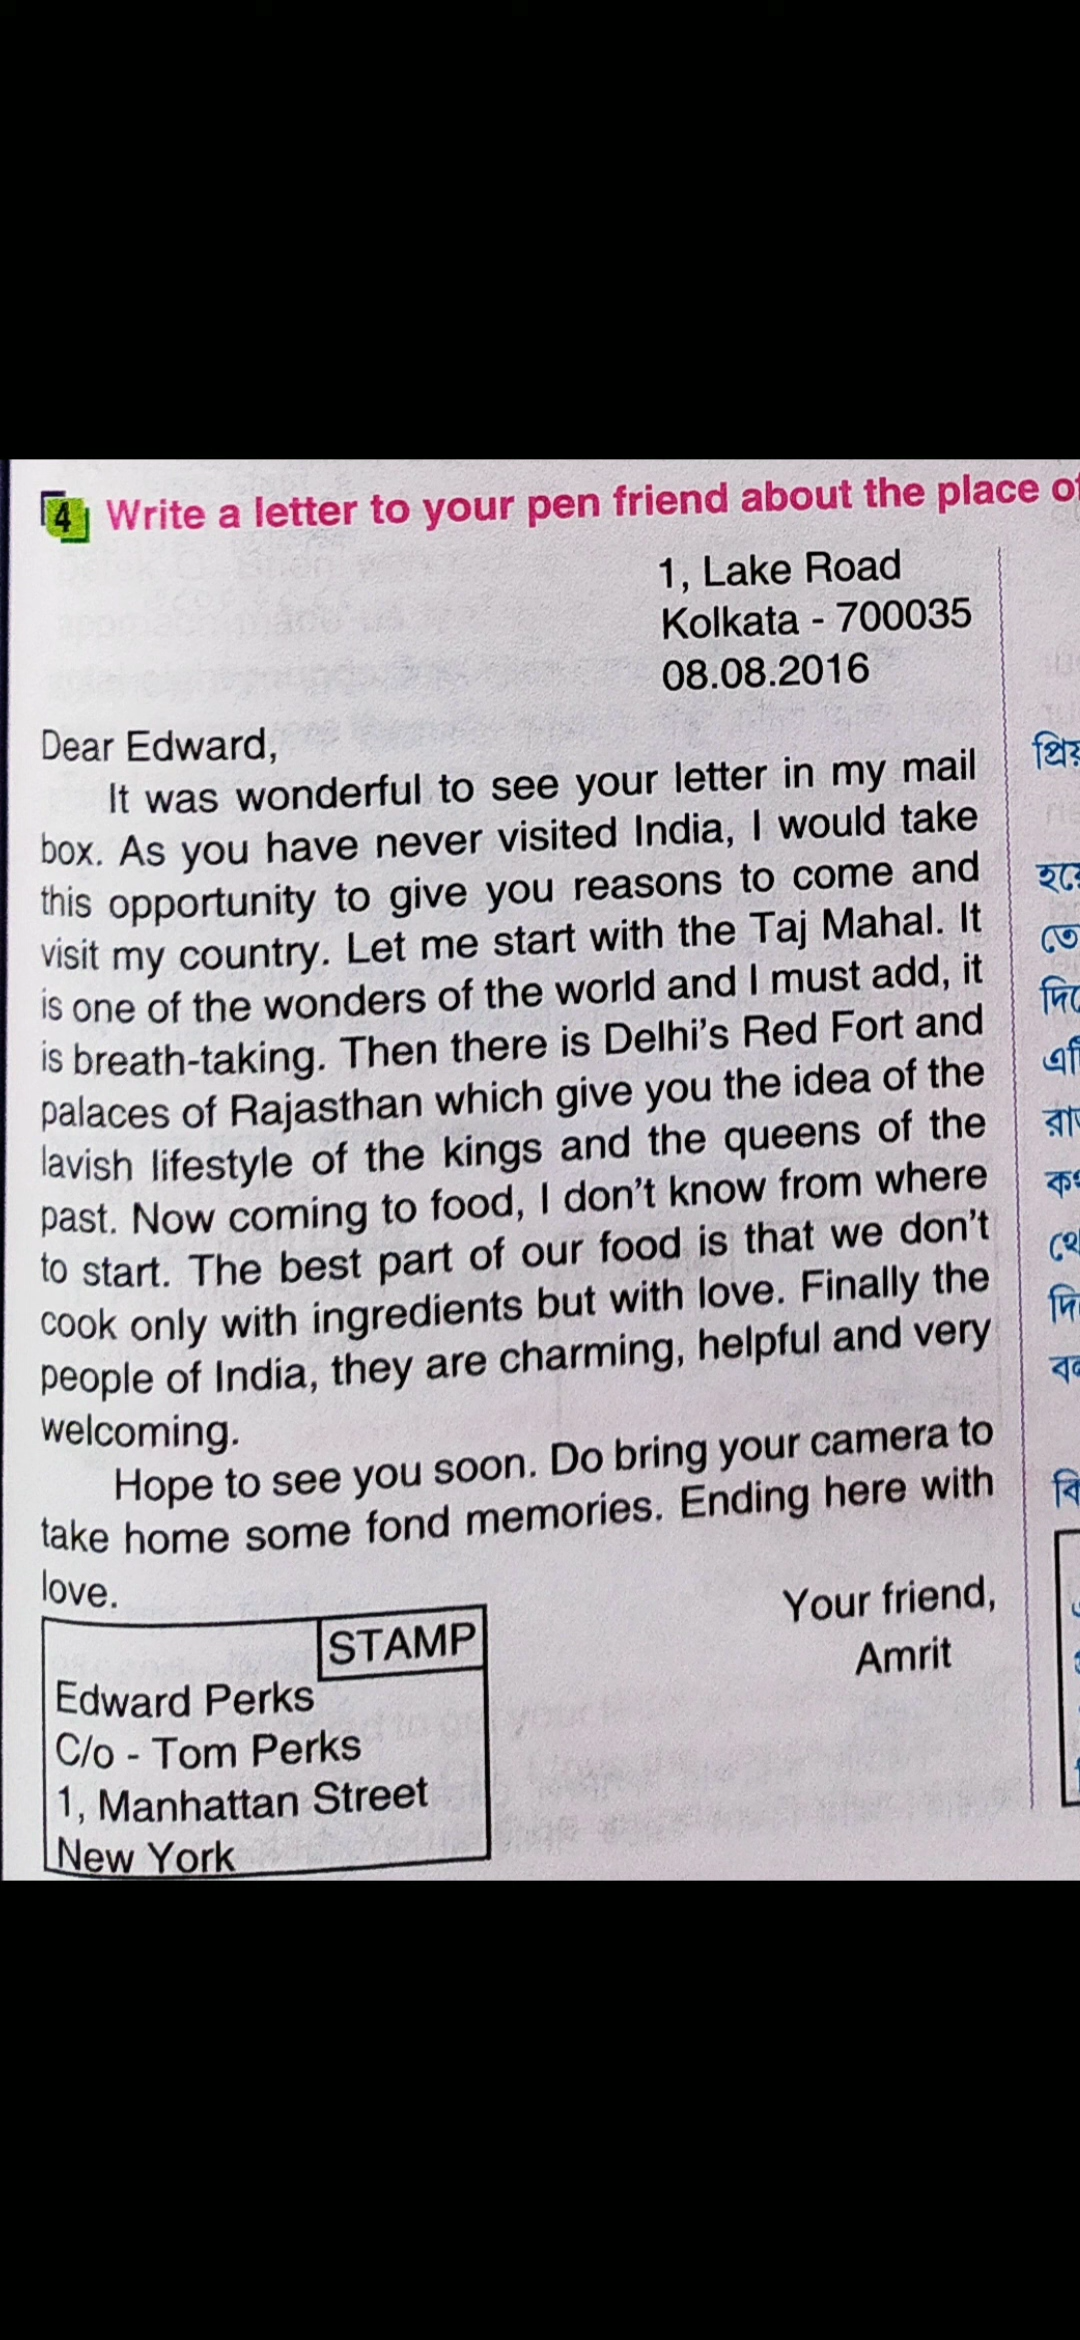 4 Write a letter to your pen friend about the place
1, Lake Road
Kolkata - 700035
08.08.2016
Dear Edward,
It was wonderful to see your letter in my mail
box. As you have never visited India, I would take
this opportunity to give you reasons to come and
visit my country. Let me start with the Taj Mahal. It
is one of the wonders of the world and I must add, it
is breath-taking. Then there is Delhi's Red Fort and
palaces of Rajasthan which give you the idea of the
lavish lifestyle of the kings and the queens of the
past. Now coming to food, I don't know from where
to start. The best part of our food is that we don't
cook only with ingredients but with love. Finally the
people of India, they are charming, helpful and very
welcoming.
Hope to see you soon. Do bring your camera to
take home some fond memories. Ending here with
love.
Your friend,
Amrit
STAMP
Edward Perks
C/o - Tom Perks
1, Manhattan Street
New York